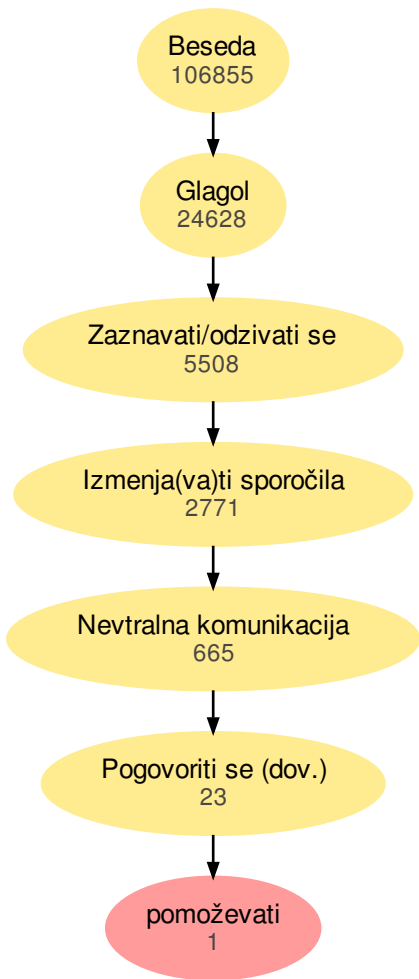 Beseda
106855
Glagol
24628
Zaznavati/odzivati se
5508
Izmenja(va)ti sporočila
2771
Nevtralna komunikacija
665
Pogovoriti se (dov.)
23
pomoževati
1